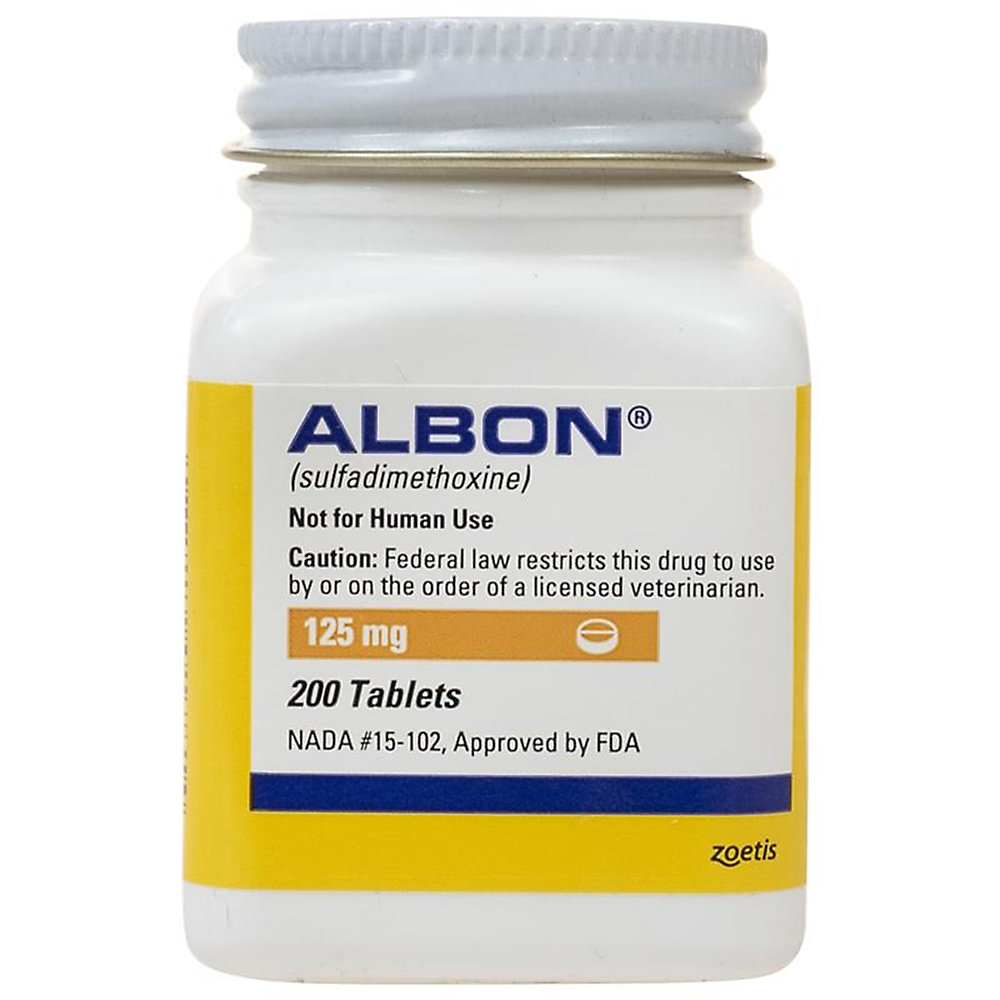 ALBON®
(sulfadimethoxine)
Not for Human Use
Caution: Federal law restricts this drug to use
by or on the order of a licensed veterinarian.
125 mg
200 Tablets
NADA #15-102, Approved by FDA
zoetis